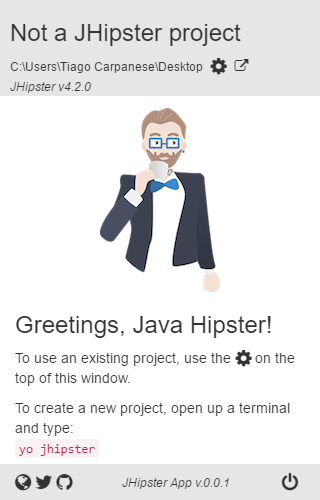 Not a JHipster project
C:\Users\Tiago Carpanese\Desktop
JHipster v4.2.0
Greetings, Java Hipster!
To use an existing project, use the on the
top of this window.
To create a new project, open up a terminal
and type:
yo jhipster
JHipster App v.0.0.1